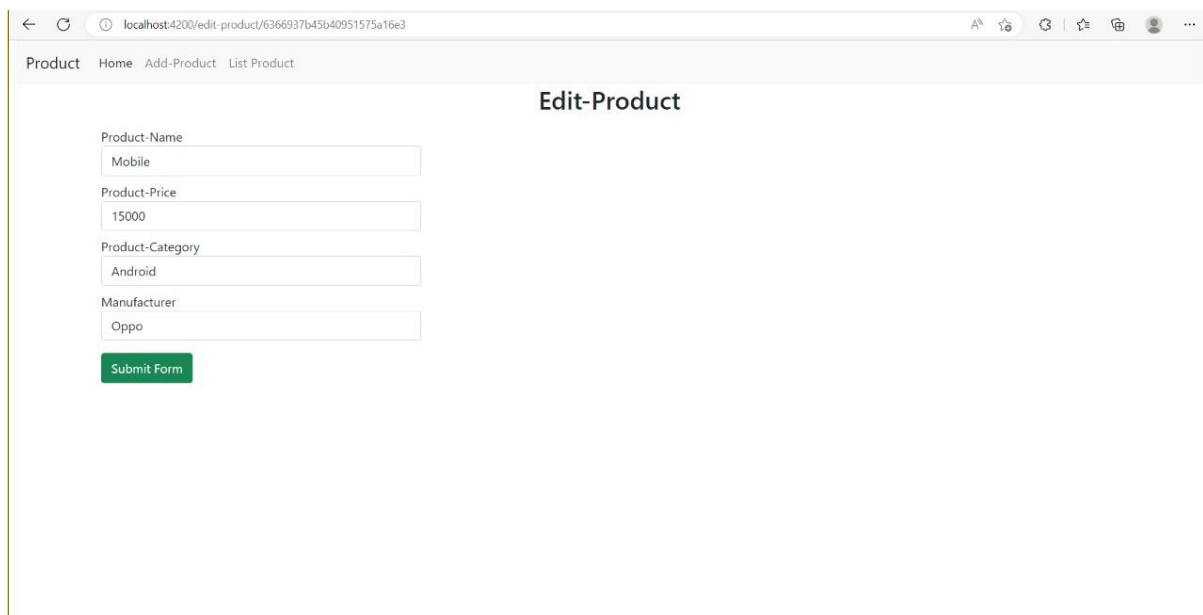 localhost:4200/edit-product/6366937b45b40951575a16e3
Product Home Add-Product List Product
Edit-Product
Product-Name
Mobile
Product-Price
15000
Product-Category
Android
Manufacturer
Oppo
Submit Form